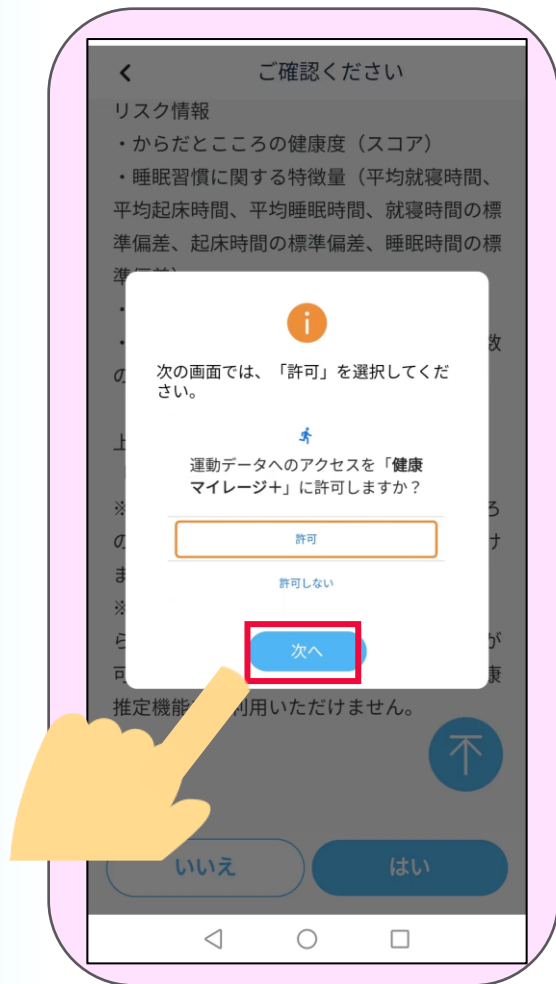 ご確認ください
リスク情報
・からだとこころの健康度（スコア）
・睡眠習慣に関する特徴量（平均就寝時間、
平均起床時間、平均睡眠時間、就寝時間の標
準偏差、起床時間の標準偏差、睡眠時間の標
次の画面では、「許可」を選択してくだ
さい。
運動データへのアクセスを「健康
マイレージ＋」に許可しますか？
許可
許可しない
次へ
推定機能
利用いただけません。
いいえ
はい